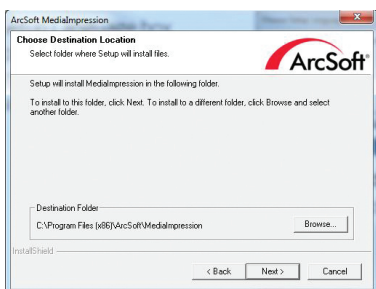 ArcSoft MediaImpression
Choose Destination Location
Select folder where Setup will install files.
ArcSoft®
Setup will install MediaImpression in the following folder.
To install to this folder, click Next. To install to a different folder, click Browse and select
another folder.
Destination Folder
C:\Program Files (x86)\ArcSoft\MediaImpression
Browse...
InstallShield
< Back
Next >
Cancel